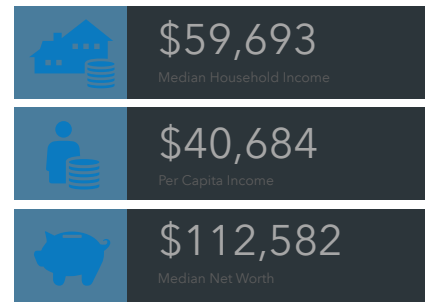 $59,693
Median Household Income
$40,684
Per Capita Income
$112,582
Median Net Worth